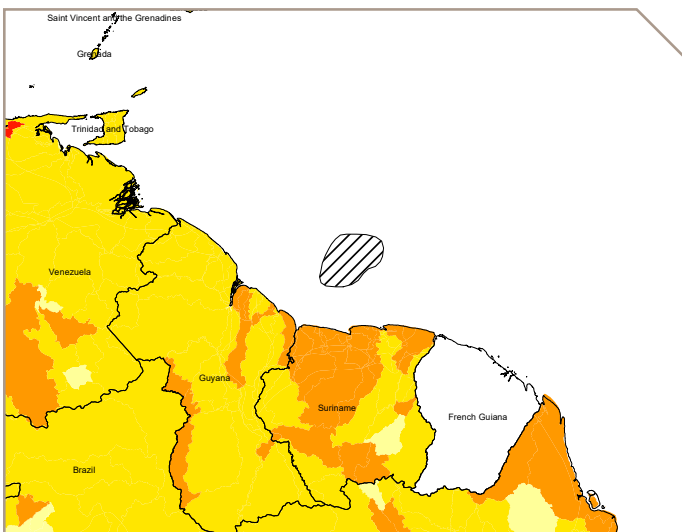 Saint Vincent and the Grenadines
Grenada
Trinidad and Tobago
Venezuela
Guyana
Suriname
French Guiana
Brazil